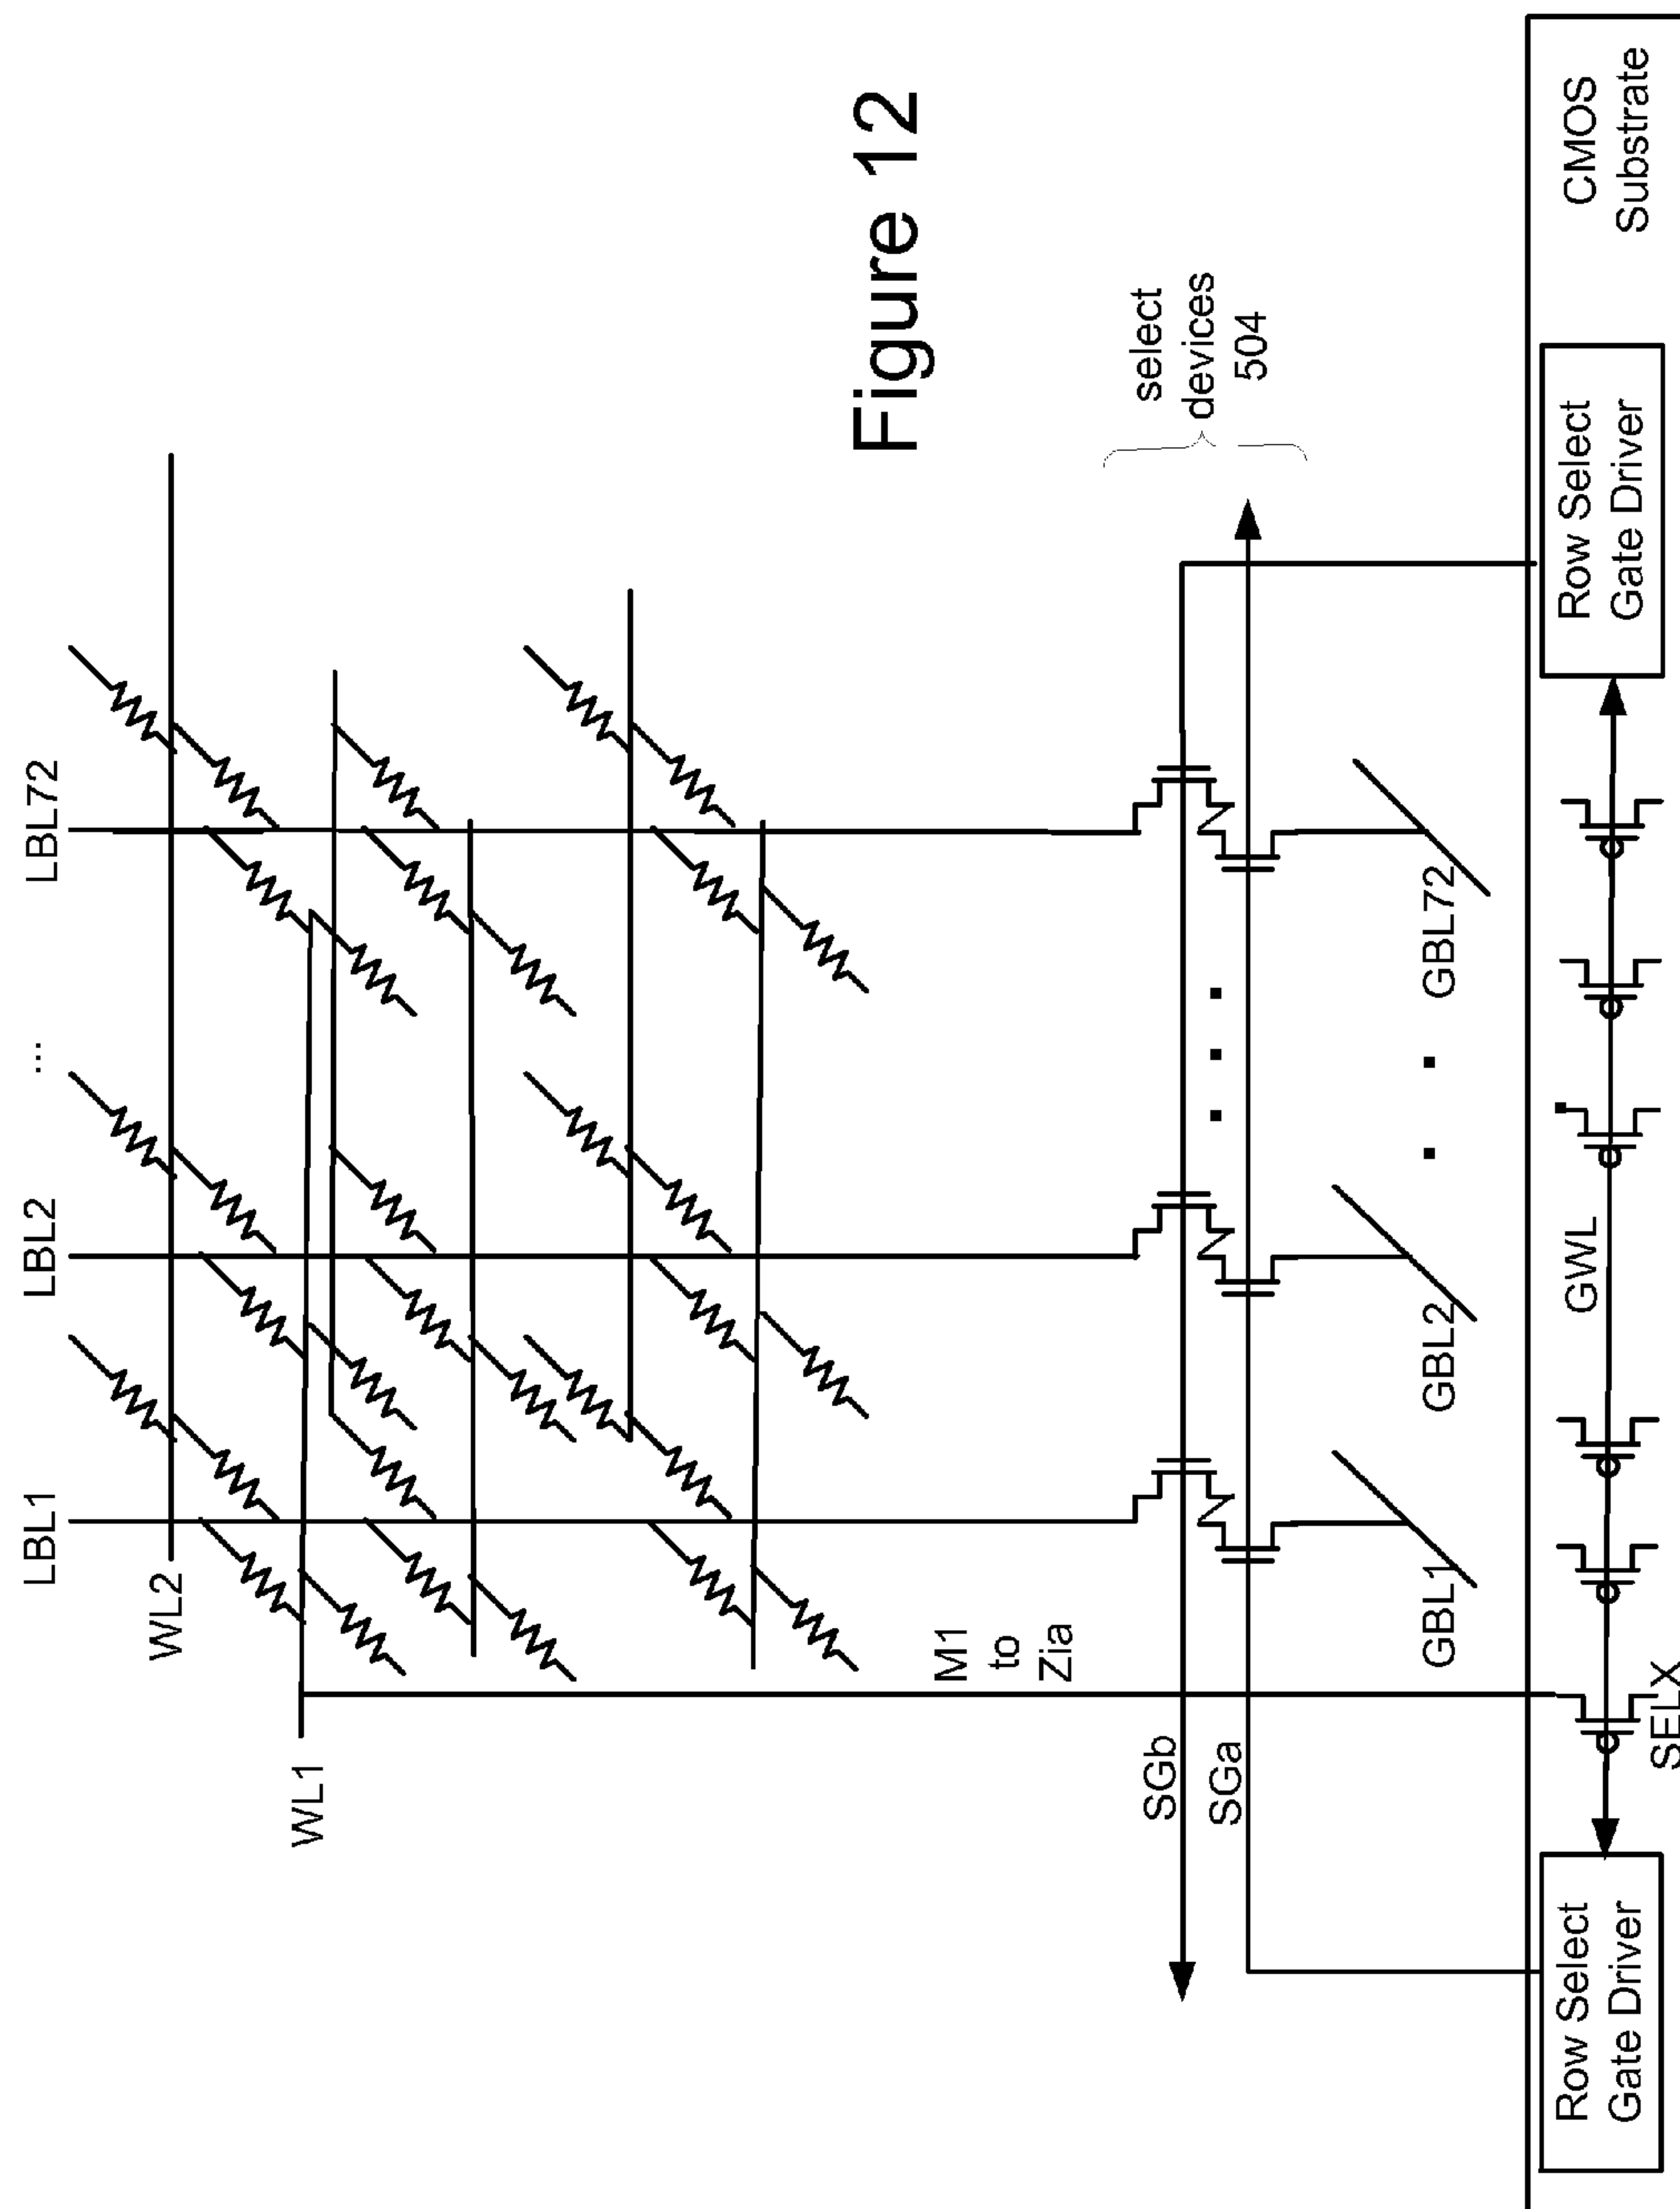 LBL1
LBL2
...
LBL72
WL2
WL1
Figure 12
M1
to
Zia
select
devices
504
SGb
SGa
GBL1
GBL2
GBL72
CMOS
Substrate
Row Select
Gate Driver
GWL
Row Select
Gate Driver
SELX